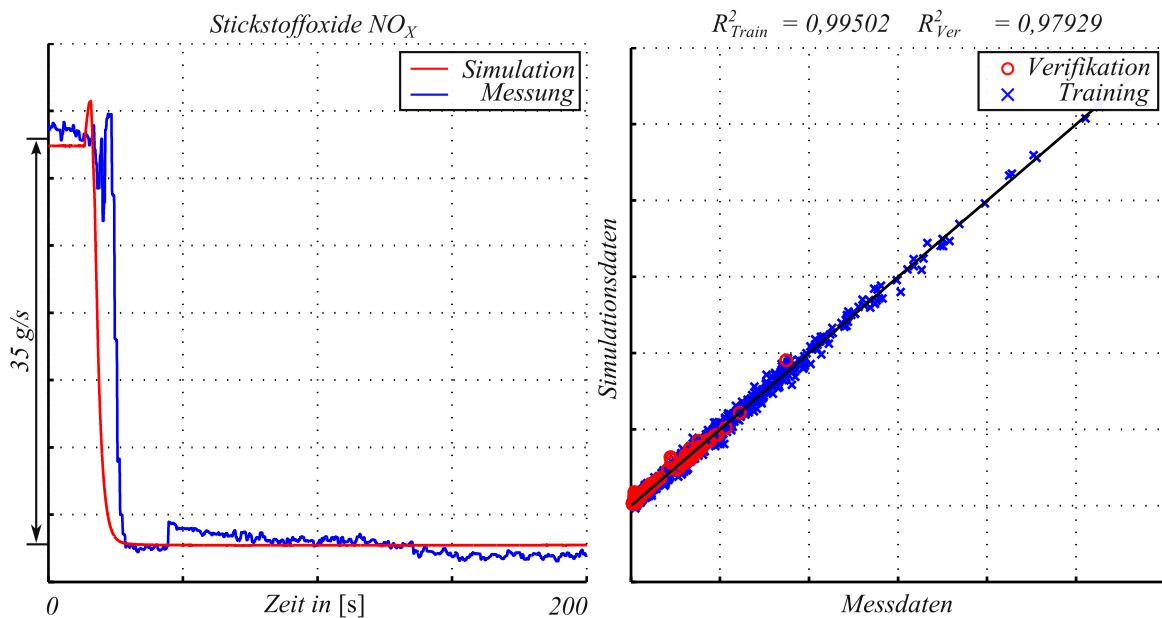 Stickstoffoxide NO_X
Simulation
Messung
35 g/s
0
Zeit in [s]
200
R²_Train = 0,99502 R²_Ver = 0,97929
Verifikation
Training
Simulationsdaten
Messdaten